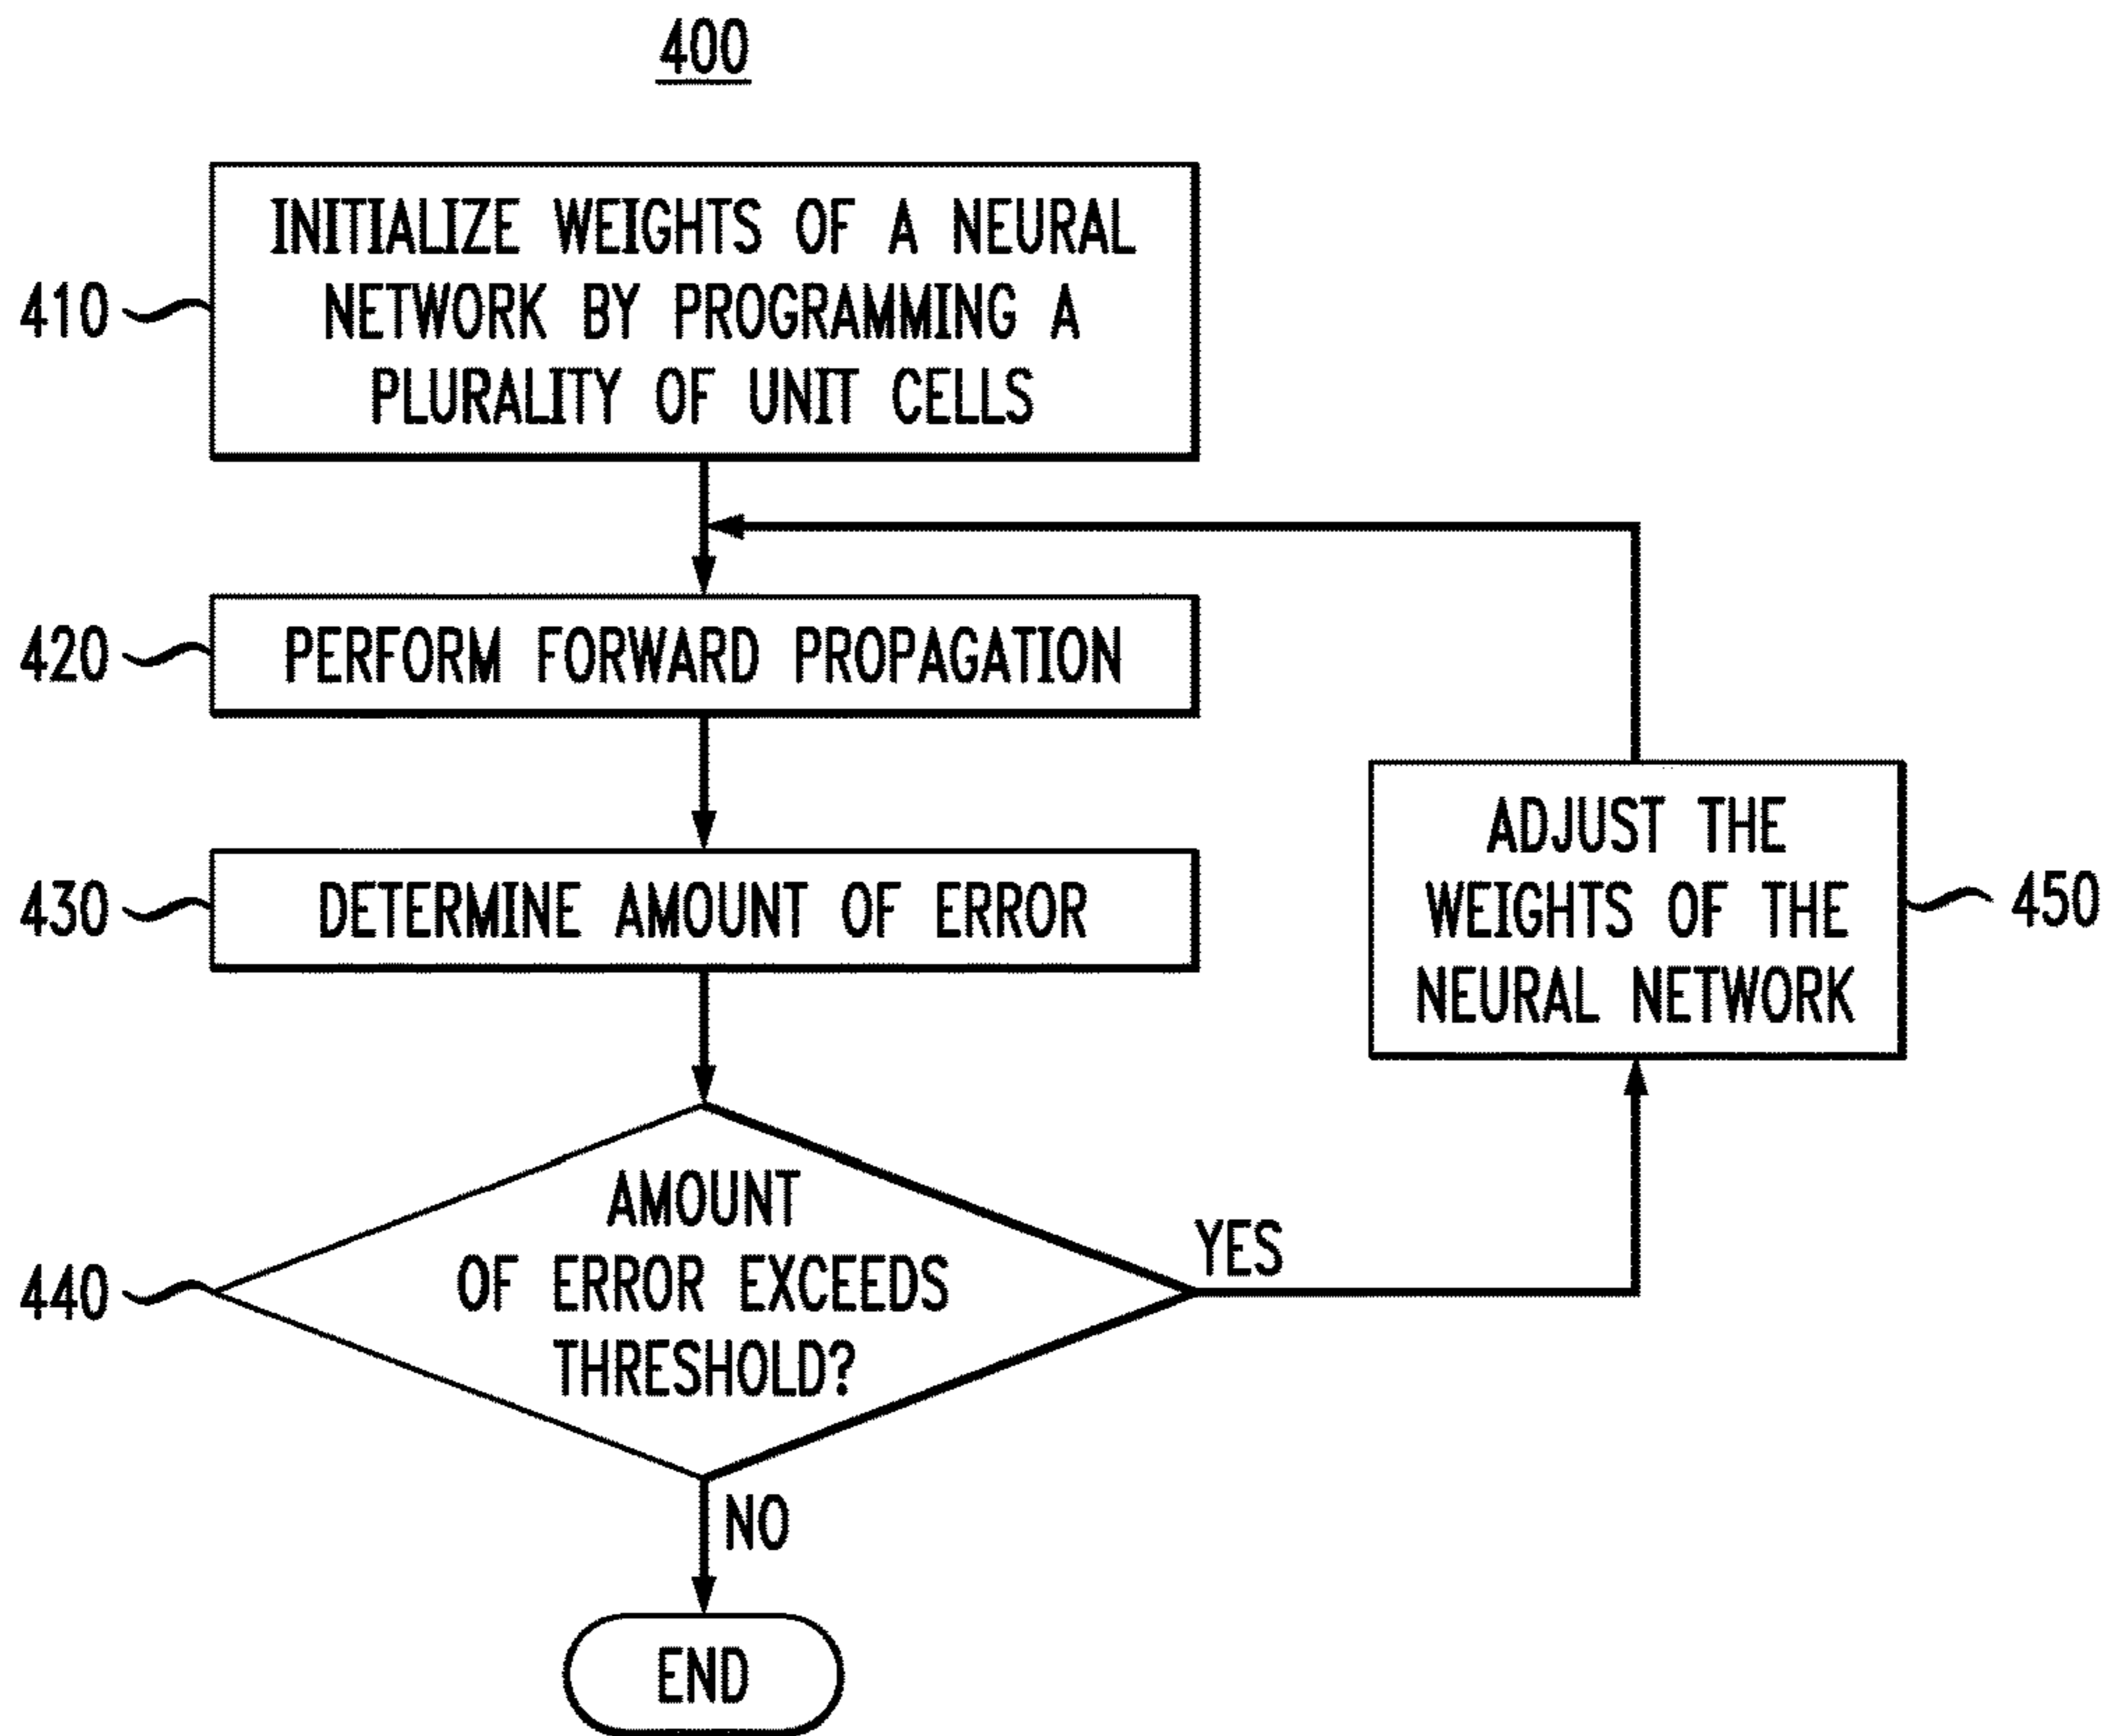 400
INITIALIZE WEIGHTS OF A NEURAL
NETWORK BY PROGRAMMING A
PLURALITY OF UNIT CELLS
410
PERFORM FORWARD PROPAGATION
420
DETERMINE AMOUNT OF ERROR
430
ADJUST THE
WEIGHTS OF THE
NEURAL NETWORK
450
AMOUNT
OF ERROR EXCEEDS
THRESHOLD?
440
YES
NO
END